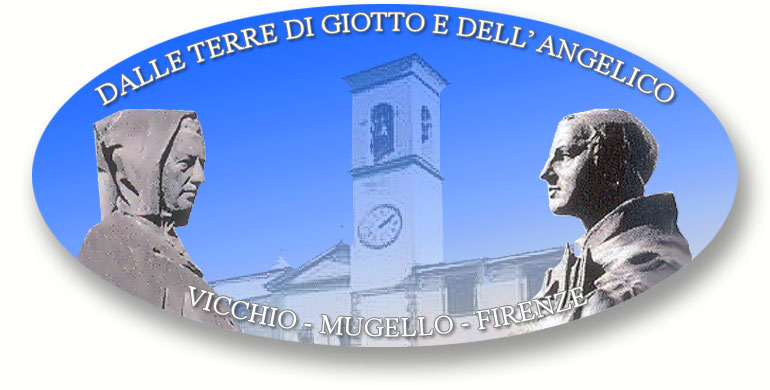 DALLE TERRE DI GIOTTO E DELL' ANGELICO
VICCHIO - MUGELLO - FIRENZE